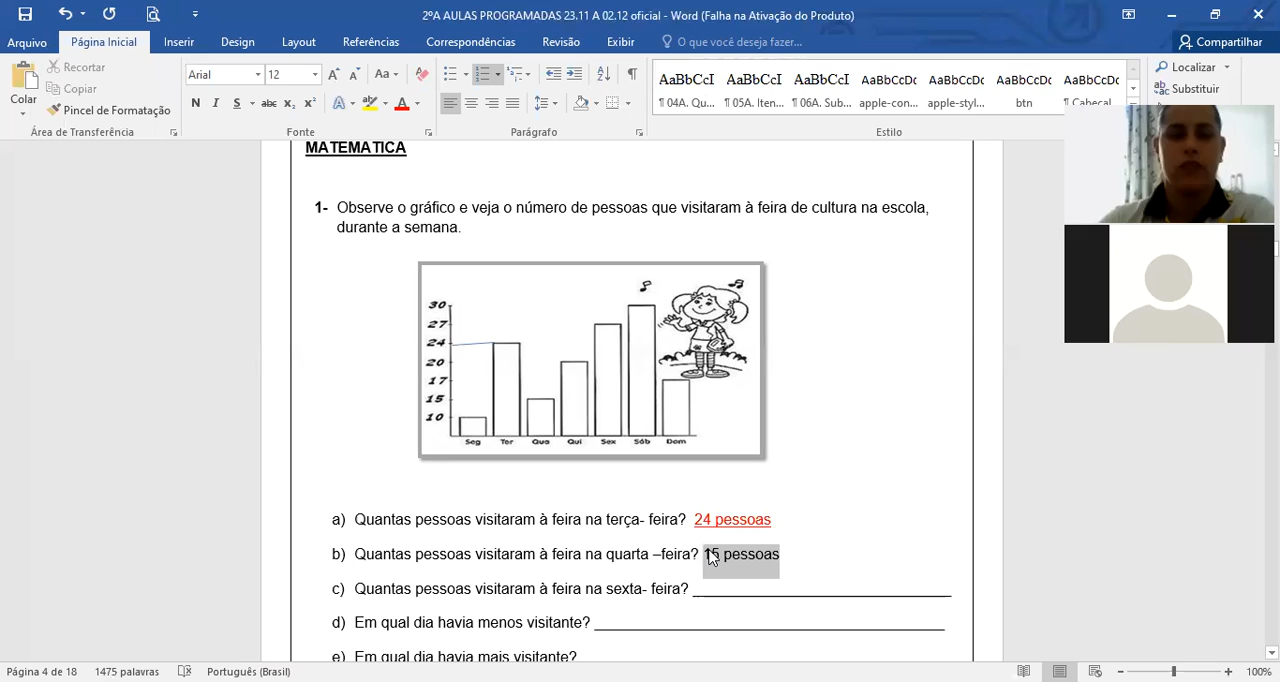 2ºA AULAS PROGRAMADAS 23.11 A 02.12 oficial - Word (Falha na Ativação do Produto)
Arquivo Página Inicial Inserir Design Layout Referências Correspondências Revisão Exibir O que você deseja fazer... Compartilhar
Colar Recortar Copiar Pincel de Formatação
Arial 12 Aa
N I S abc x₂ x² A A
AaBbCcI AaBbCcI AaBbCcI AaBbCcDc AaBbCcDc AaBbCcDc AaBbCcDc
¶ 04A. Qu... ¶ 05A. Iten... ¶ 06A. Sub... apple-con... apple-styl... btn ¶ Cabeçal...
Localizar
Substituir
Área de Transferência Fonte Parágrafo Estilo
MATEMATICA
1- Observe o gráfico e veja o número de pessoas que visitaram à feira de cultura na escola,
durante a semana.
30
27
24
20
17
15
10
Seg Ter Qua Qui Sex Sáb Dom
a) Quantas pessoas visitaram à feira na terça- feira? 24 pessoas
b) Quantas pessoas visitaram à feira na quarta –feira? 15 pessoas
c) Quantas pessoas visitaram à feira na sexta- feira?
d) Em qual dia havia menos visitante?
e) Em qual dia havia mais visitante?
Página 4 de 18 1475 palavras Português (Brasil) 100%